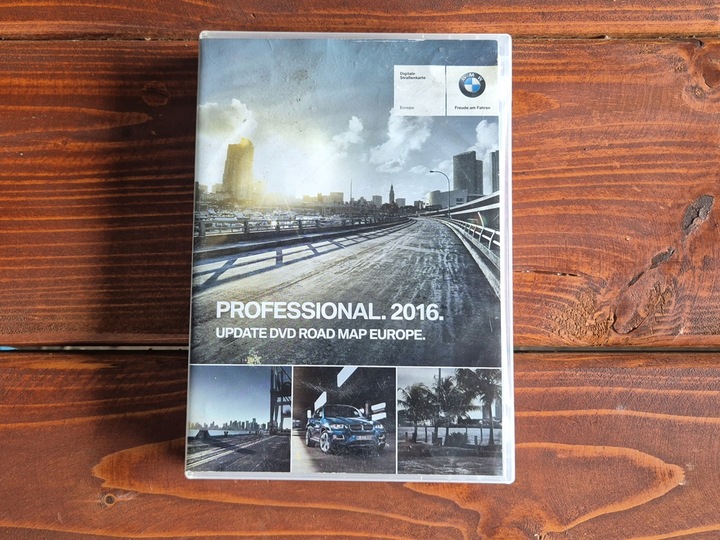 Digitale
Straßenkarte
Europa
BMW
Freude am Fahren
PROFESSIONAL. 2016.
UPDATE DVD ROAD MAP EUROPE.